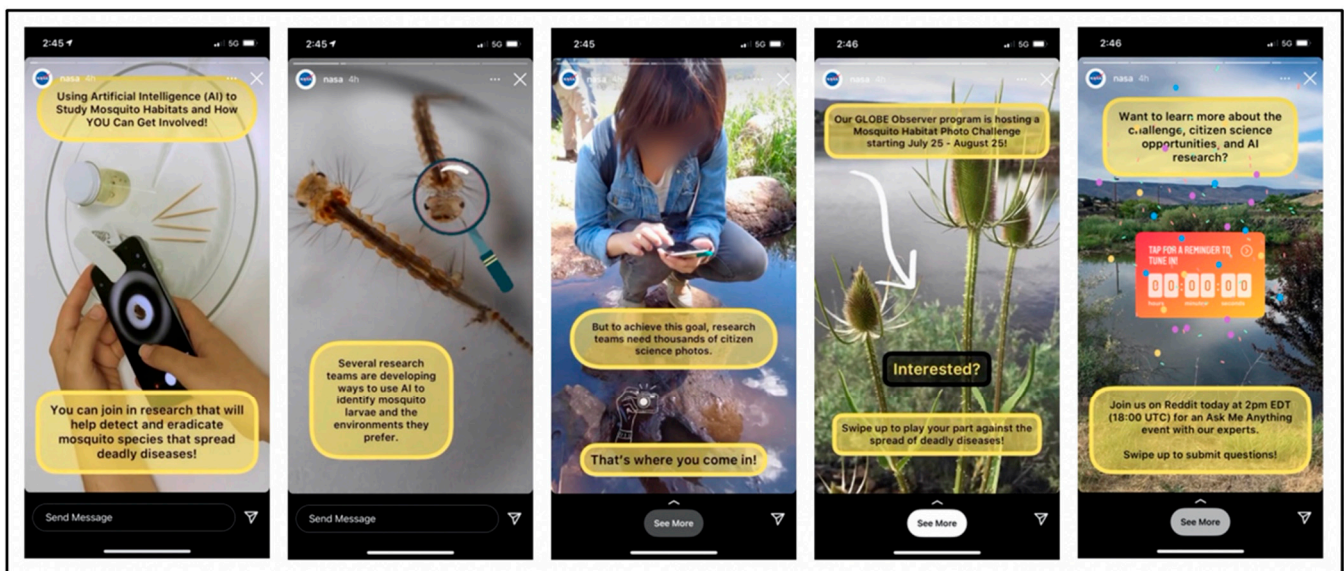 2:45
5G
nasa 4h
Using Artificial Intelligence (AI) to
Study Mosquito Habitats and How
YOU Can Get Involved!
You can join in research that will
help detect and eradicate
mosquito species that spread
deadly diseases!
Send Message
2:45
5G
nasa 4h
Several research
teams are developing
ways to use AI to
identify mosquito
larvae and the
environments they
prefer.
Send Message
2:45
5G
nasa 4h
But to achieve this goal, research
teams need thousands of citizen
science photos.
That's where you come in!
See More
2:46
5G
nasa 4h
Our GLOBE Observer program is hosting a
Mosquito Habitat Photo Challenge
starting July 25 - August 25!
Interested?
Swipe up to play your part against the
spread of deadly diseases!
See More
2:46
5G
nasa 4h
Want to learn more about the
challenge, citizen science
opportunities, and AI
research?
TAP FOR A REMINDER TO
TUNE IN!
00:00:00
hours minutes seconds
Join us on Reddit today at 2pm EDT
(18:00 UTC) for an Ask Me Anything
event with our experts.
Swipe up to submit questions!
See More